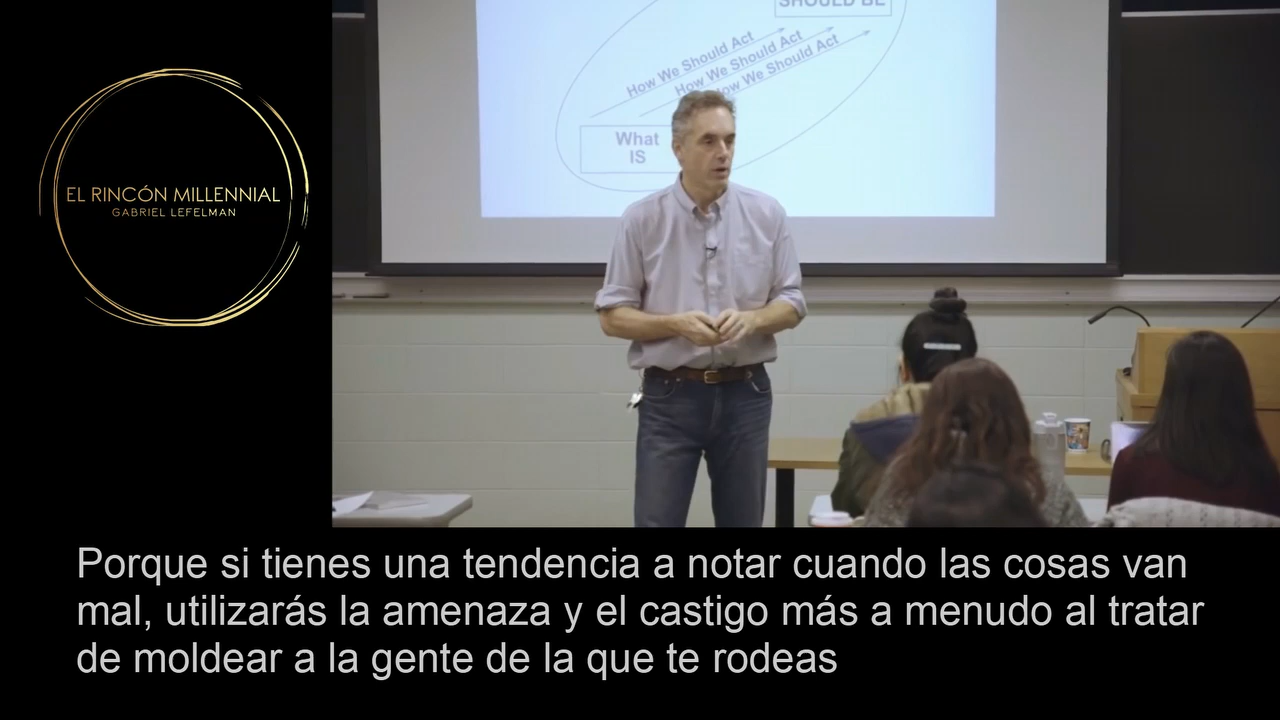 SHOULD BE
How We Should Act
How We Should Act
How We Should Act
What
IS
EL RINCÓN MILLENNIAL
GABRIEL LEFELMAN
Porque si tienes una tendencia a notar cuando las cosas van
mal, utilizarás la amenaza y el castigo más a menudo al tratar
de moldear a la gente de la que te rodeas